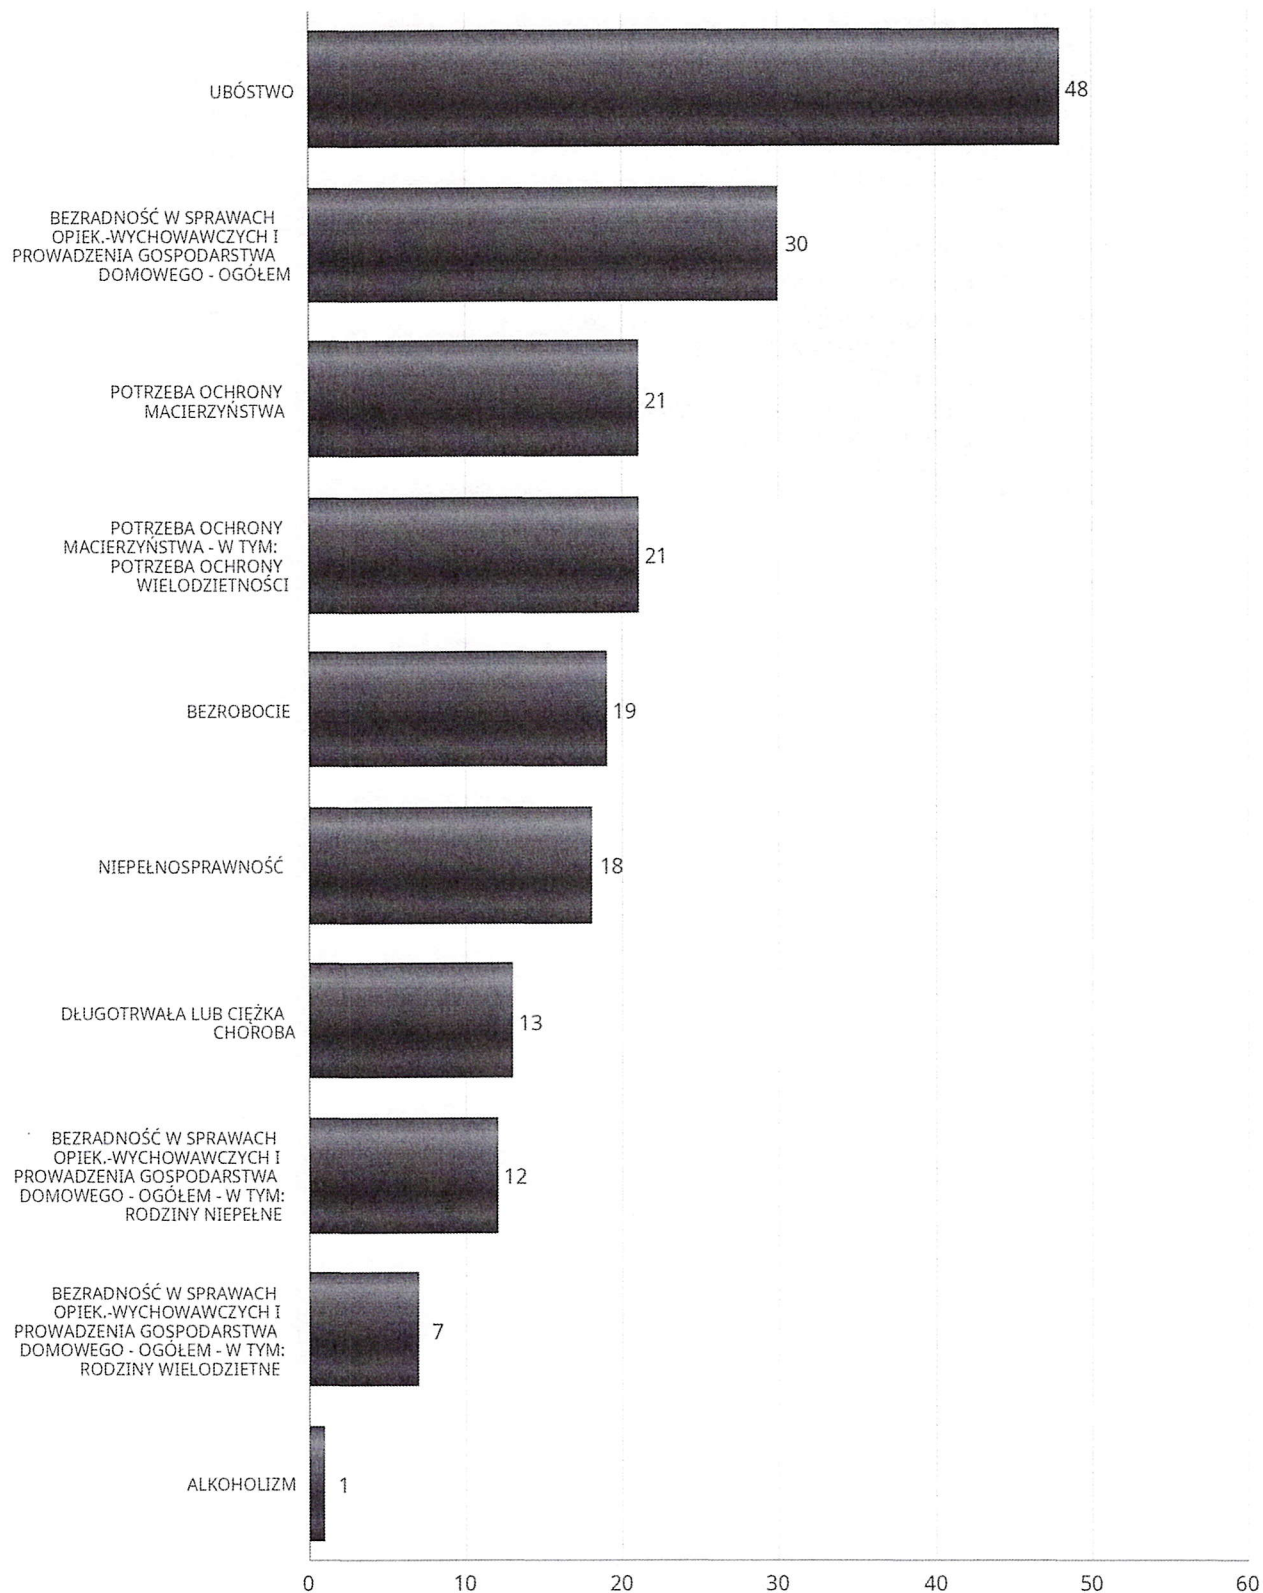 UBÓSTWO
48
BEZRADNOŚĆ W SPRAWACH
OPIEK.-WYCHOWAWCZYCH I
PROWADZENIA GOSPODARSTWA
DOMOWEGO - OGÓŁEM
30
POTRZEBA OCHRONY
MACIERZYŃSTWA
21
POTRZEBA OCHRONY
MACIERZYŃSTWA - W TYM:
POTRZEBA OCHRONY
WIELODZIETNOŚCI
21
BEZROBOCIE
19
NIEPEŁNOSPRAWNOŚĆ
18
DŁUGOTRWAŁA LUB CIĘŻKA
CHOROBA
13
BEZRADNOŚĆ W SPRAWACH
OPIEK.-WYCHOWAWCZYCH I
PROWADZENIA GOSPODARSTWA
DOMOWEGO - OGÓŁEM - W TYM:
RODZINY NIEPEŁNE
12
BEZRADNOŚĆ W SPRAWACH
OPIEK.-WYCHOWAWCZYCH I
PROWADZENIA GOSPODARSTWA
DOMOWEGO - OGÓŁEM - W TYM:
RODZINY WIELODZIETNE
7
ALKOHOLIZM
1
0 10 20 30 40 50 60